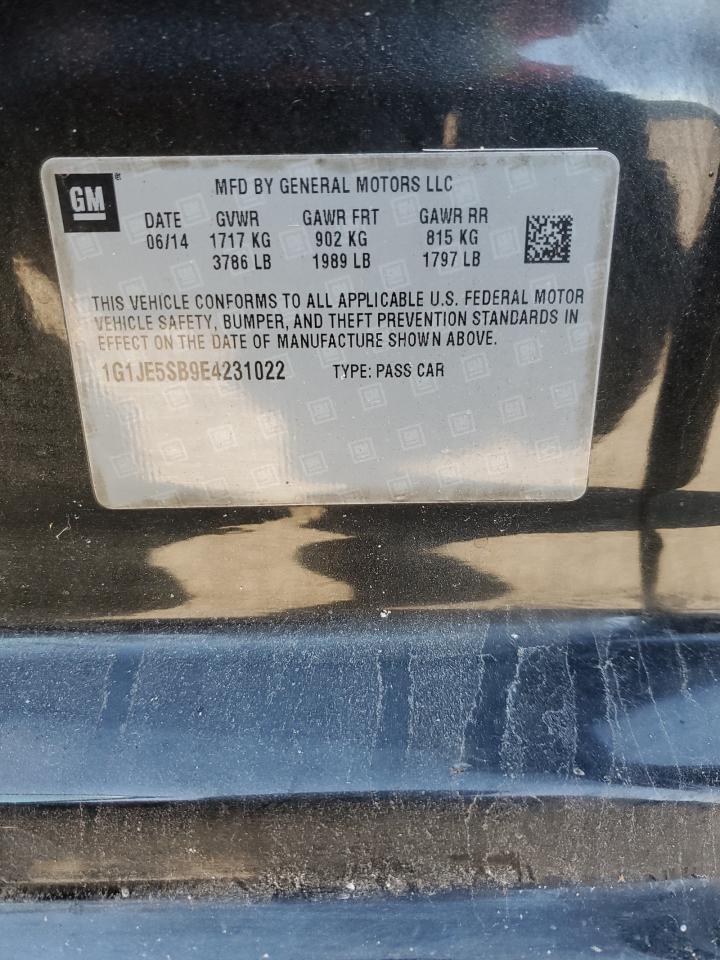 GM ®
MFD BY GENERAL MOTORS LLC
DATE GVWR GAWR FRT GAWR RR
06/14 1717 KG 902 KG 815 KG
3786 LB 1989 LB 1797 LB
THIS VEHICLE CONFORMS TO ALL APPLICABLE U.S. FEDERAL MOTOR
VEHICLE SAFETY, BUMPER, AND THEFT PREVENTION STANDARDS IN
EFFECT ON THE DATE OF MANUFACTURE SHOWN ABOVE.
1G1JE5SB9E4231022 TYPE: PASS CAR